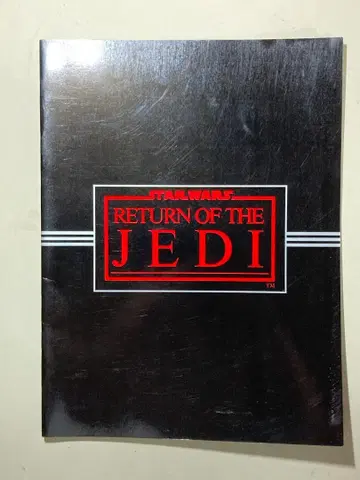 STAR WARS
RETURN OF THE
JEDI
TM